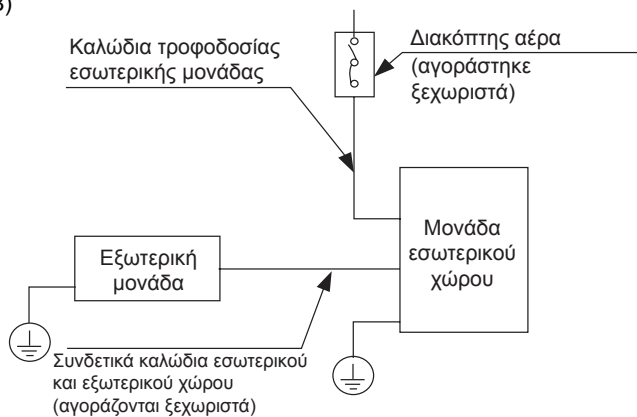 Καλώδια τροφοδοσίας
εσωτερικής μονάδας
Διακόπτης αέρα
(αγοράστηκε
ξεχωριστά)
Μονάδα
εσωτερικού
χώρου
Εξωτερική
μονάδα
Συνδετικά καλώδια εσωτερικού
και εξωτερικού χώρου
(αγοράζονται ξεχωριστά)